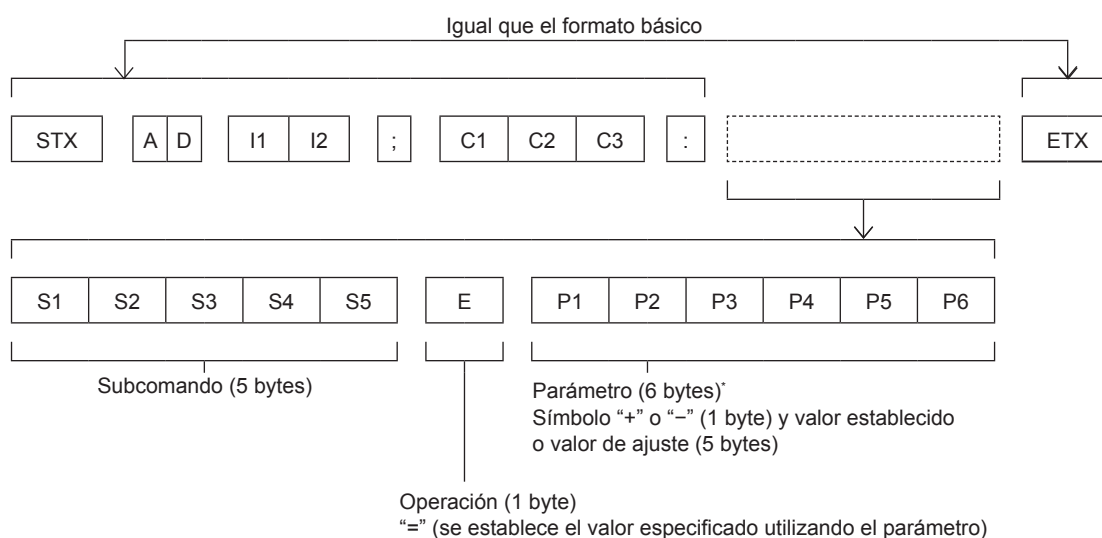 Igual que el formato básico
STX A D I1 I2 ; C1 C2 C3 : ETX
S1 S2 S3 S4 S5 E P1 P2 P3 P4 P5 P6
Subcomando (5 bytes)
Parámetro (6 bytes)*
Símbolo “+” o “−” (1 byte) y valor establecido
o valor de ajuste (5 bytes)
Operación (1 byte)
“=” (se establece el valor especificado utilizando el parámetro)